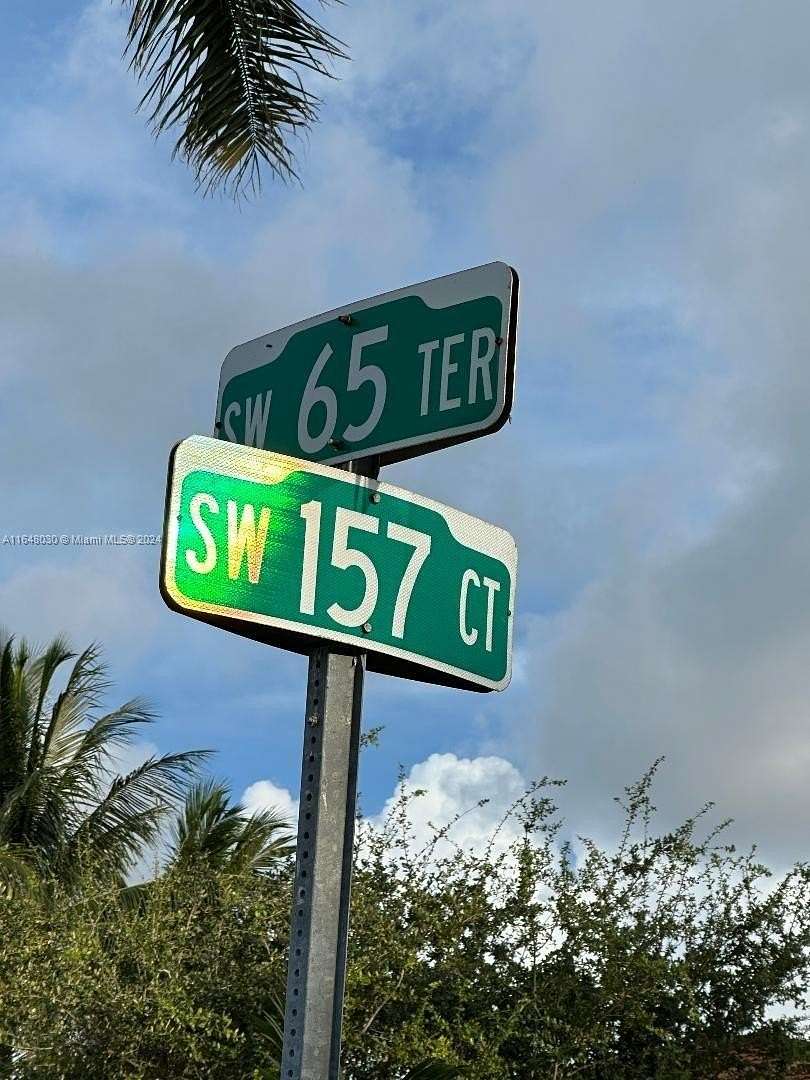 SW 65 TER
SW 157 CT
A11648030 © Miami MLS® 2024